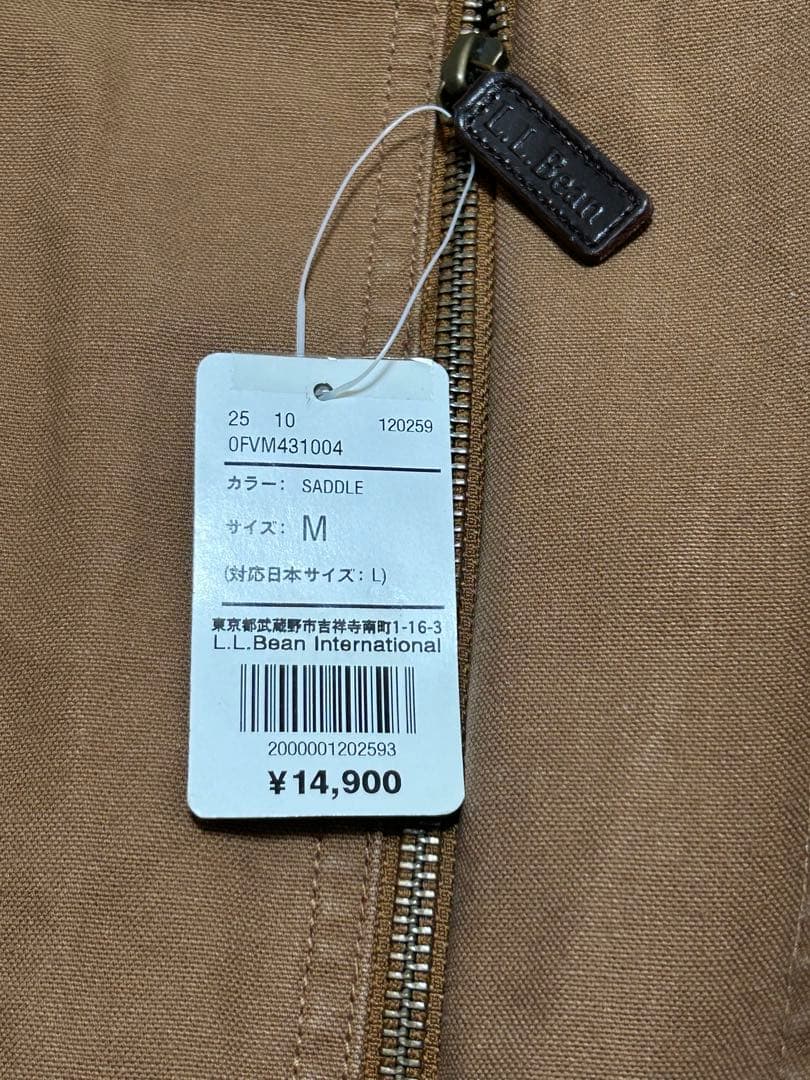 L.L.Bean
25 10 120259
0FVM431004
カラー: SADDLE
サイズ: M
(対応日本サイズ: L)
東京都武蔵野市吉祥寺南町1-16-3
L.L.Bean International
2000001202593
¥14,900